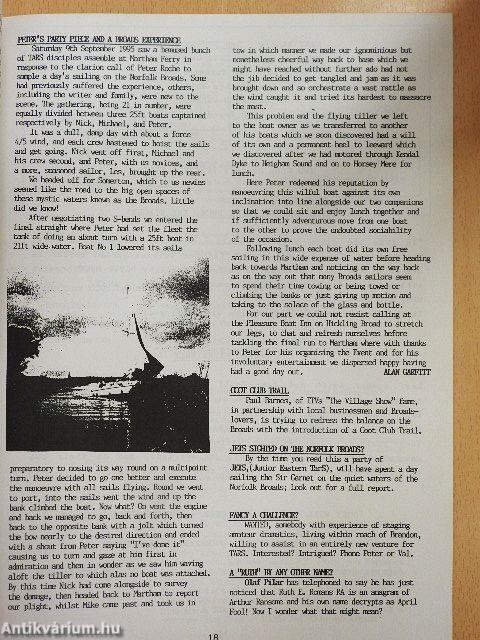 PETER'S PARTY PIECE AND A BROADS EXPERIENCE
Saturday 9th September 1995 saw a bemused bunch
of TARS disciples assemble at Martham Ferry in
response to the clarion call of Peter Roche to
sample a day's sailing on the Norfolk Broads. Some
had previously suffered the experience, others,
including the writer and family, were new to the
scene. The gathering, being 21 in number, were
equally divided between three 25ft boats captained
respectively by Nick, Michael, and Peter.
It was a dull, damp day with about a force
4/5 wind, and each crew hastened to hoist the sails
and get going. Nick went off first, Michael and
his crew second, and Peter, with us novices, and
a more, seasoned sailor, Les, brought up the rear.
We headed off for Somerton, which to us newies
seemed like the road to the big open spaces of
these mystic waters known as the Broads. Little
did we know!
After negotiating two S-bends we entered the
final straight where Peter had set the fleet the
task of doing an about turn with a 25ft boat in
21ft wide water. Boat No 1 lowered its sails
preparatory to nosing its way round on a multipoint
turn. Peter decided to go one better and execute
the manoeuvre with all sails flying. Round we went
to port, into the sails went the wind and up the
bank climbed the boat. Now what? On went the engine
and back we managed to go, back and forth, then
back to the opposite bank with a jolt which turned
the bow nearly to the desired direction and ended
with a shout from Peter saying "I've done it"
causing us to turn and gaze at him first in
admiration and then in wonder as we saw him waving
aloft the tiller to which alas no boat was attached.
By this time Nick had come alongside to survey
the damage, then headed back to Martham to report
our plight, whilst Mike came past and took us in
tow in which manner we made our ignominious but
nonetheless cheerful way back to base which we
might have reached without further ado had not
the jib decided to get tangled and jam as it was
brought down and so orchestrate a vast rattle as
the wind caught it and tried its hardest to massacre
the mast.
This problem and the flying tiller we left
to the boat owner as we transferred to another
of his boats which we soon discovered had a will
of its own and a permanent heel to leeward which
we discovered after we had motored through Kendal
Dyke to Heigham Sound and on to Horsey Mere for
lunch.
Here Peter redeemed his reputation by
manoeuvring this wilful boat against its own
inclination into line alongside our two companions
so that we could sit and enjoy lunch together and
if sufficiently adventurous move from one boat
to the other to prove the undoubted sociability
of the occasion.
Following lunch each boat did its own free
sailing in this wide expense of water before heading
back towards Martham and noticing on the way back
as on the way out that many Broads sailors seem
to spend their time towing or being towed or
climbing the banks or just giving up motion and
taking to the solace of the glass and bottle.
For our part we could not resist calling at
the Pleasure Boat Inn on Hickling Broad to stretch
our legs, to chat and refresh ourselves before
tackling the final run to Martham where with thanks
to Peter for his organising the Event and for his
involuntary entertainment we dispersed happy having
had a good day out. ALAN GARFITT
COOT CLUB TRAIL
Paul Barnes, of ITVs "The Village Show" fame,
in partnership with local businessmen and Broads-
lovers, is trying to redress the balance on the
Broads with the introduction of a Coot Club Trail.
JETS SIGHTED ON THE NORFOLK BROADS?
By the time you read this a party of
JETS,(Junior Eastern TarS), will have spent a day
sailing the Sir Garnet on the quiet waters of the
Norfolk Broads; Look out for a full report.
FANCY A CHALLENGE?
WANTED, somebody with experience of staging
amateur dramatics, living within reach of Brandon,
willing to assist in an entirely new venture for
TARS. Interested? Intrigued? Phone Peter or Val.
A "RUTH" BY ANY OTHER NAME?
Olaf Pilar has telephoned to say he has just
noticed that Ruth E. Romans RA is an anagram of
Arthur Ransome and his own name decrypts as April
Fool! Now I wonder what that might mean?
18
Antikvárium.hu